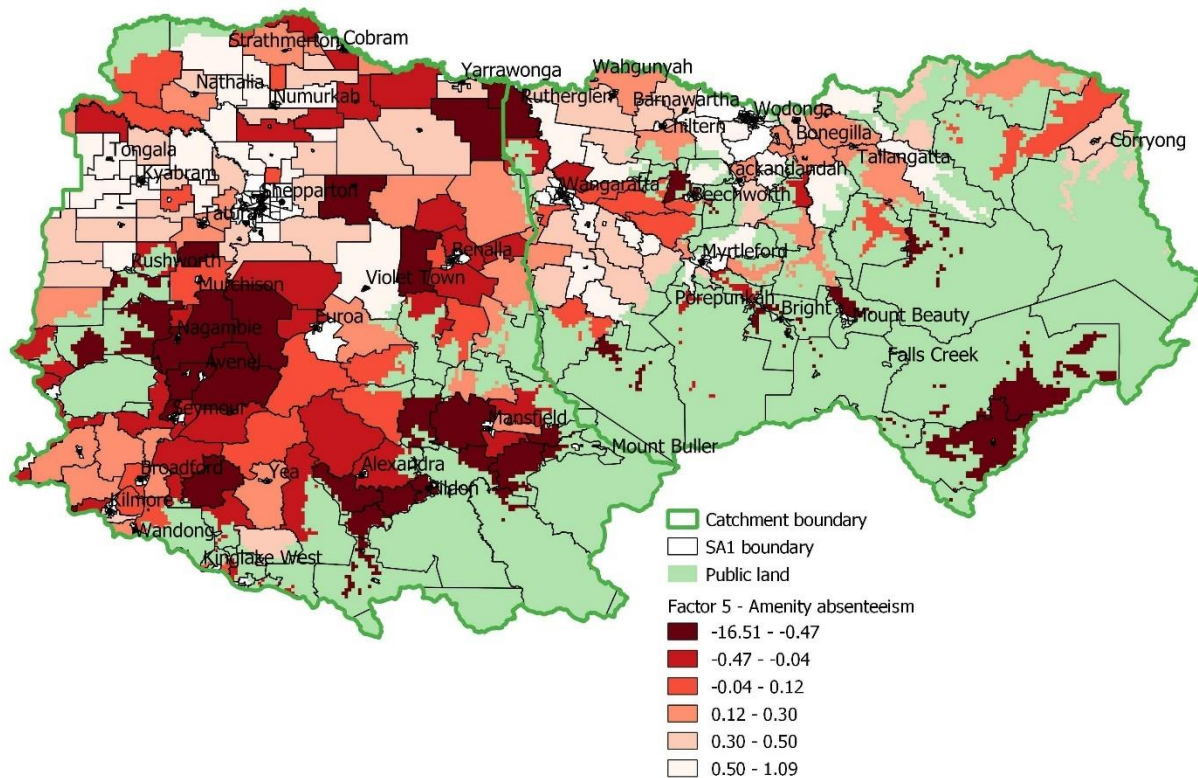 Cobram
Strathmerton
Yarrawonga
Wahgunyah
Nathalia
Numurkah
Rutherglen
Barnawartha
Wodonga
Chiltern
Bonegilla
Corryong
Tongala
Tallangatta
Kyabram
Yackandandah
Shepparton
Wangaratta
Beechworth
Tatura
Benalla
Myrtleford
Rushworth
Violet Town
Murchison
Porepunkah
Bright
Mount Beauty
Euroa
Nagambie
Falls Creek
Avenel
Seymour
Mansfield
Mount Buller
Broadford
Yea
Alexandra
Eildon
Kilmore
Wandong
Kinglake West
Catchment boundary
SA1 boundary
Public land
Factor 5 - Amenity absenteeism
-16.51 - -0.47
-0.47 - -0.04
-0.04 - 0.12
0.12 - 0.30
0.30 - 0.50
0.50 - 1.09